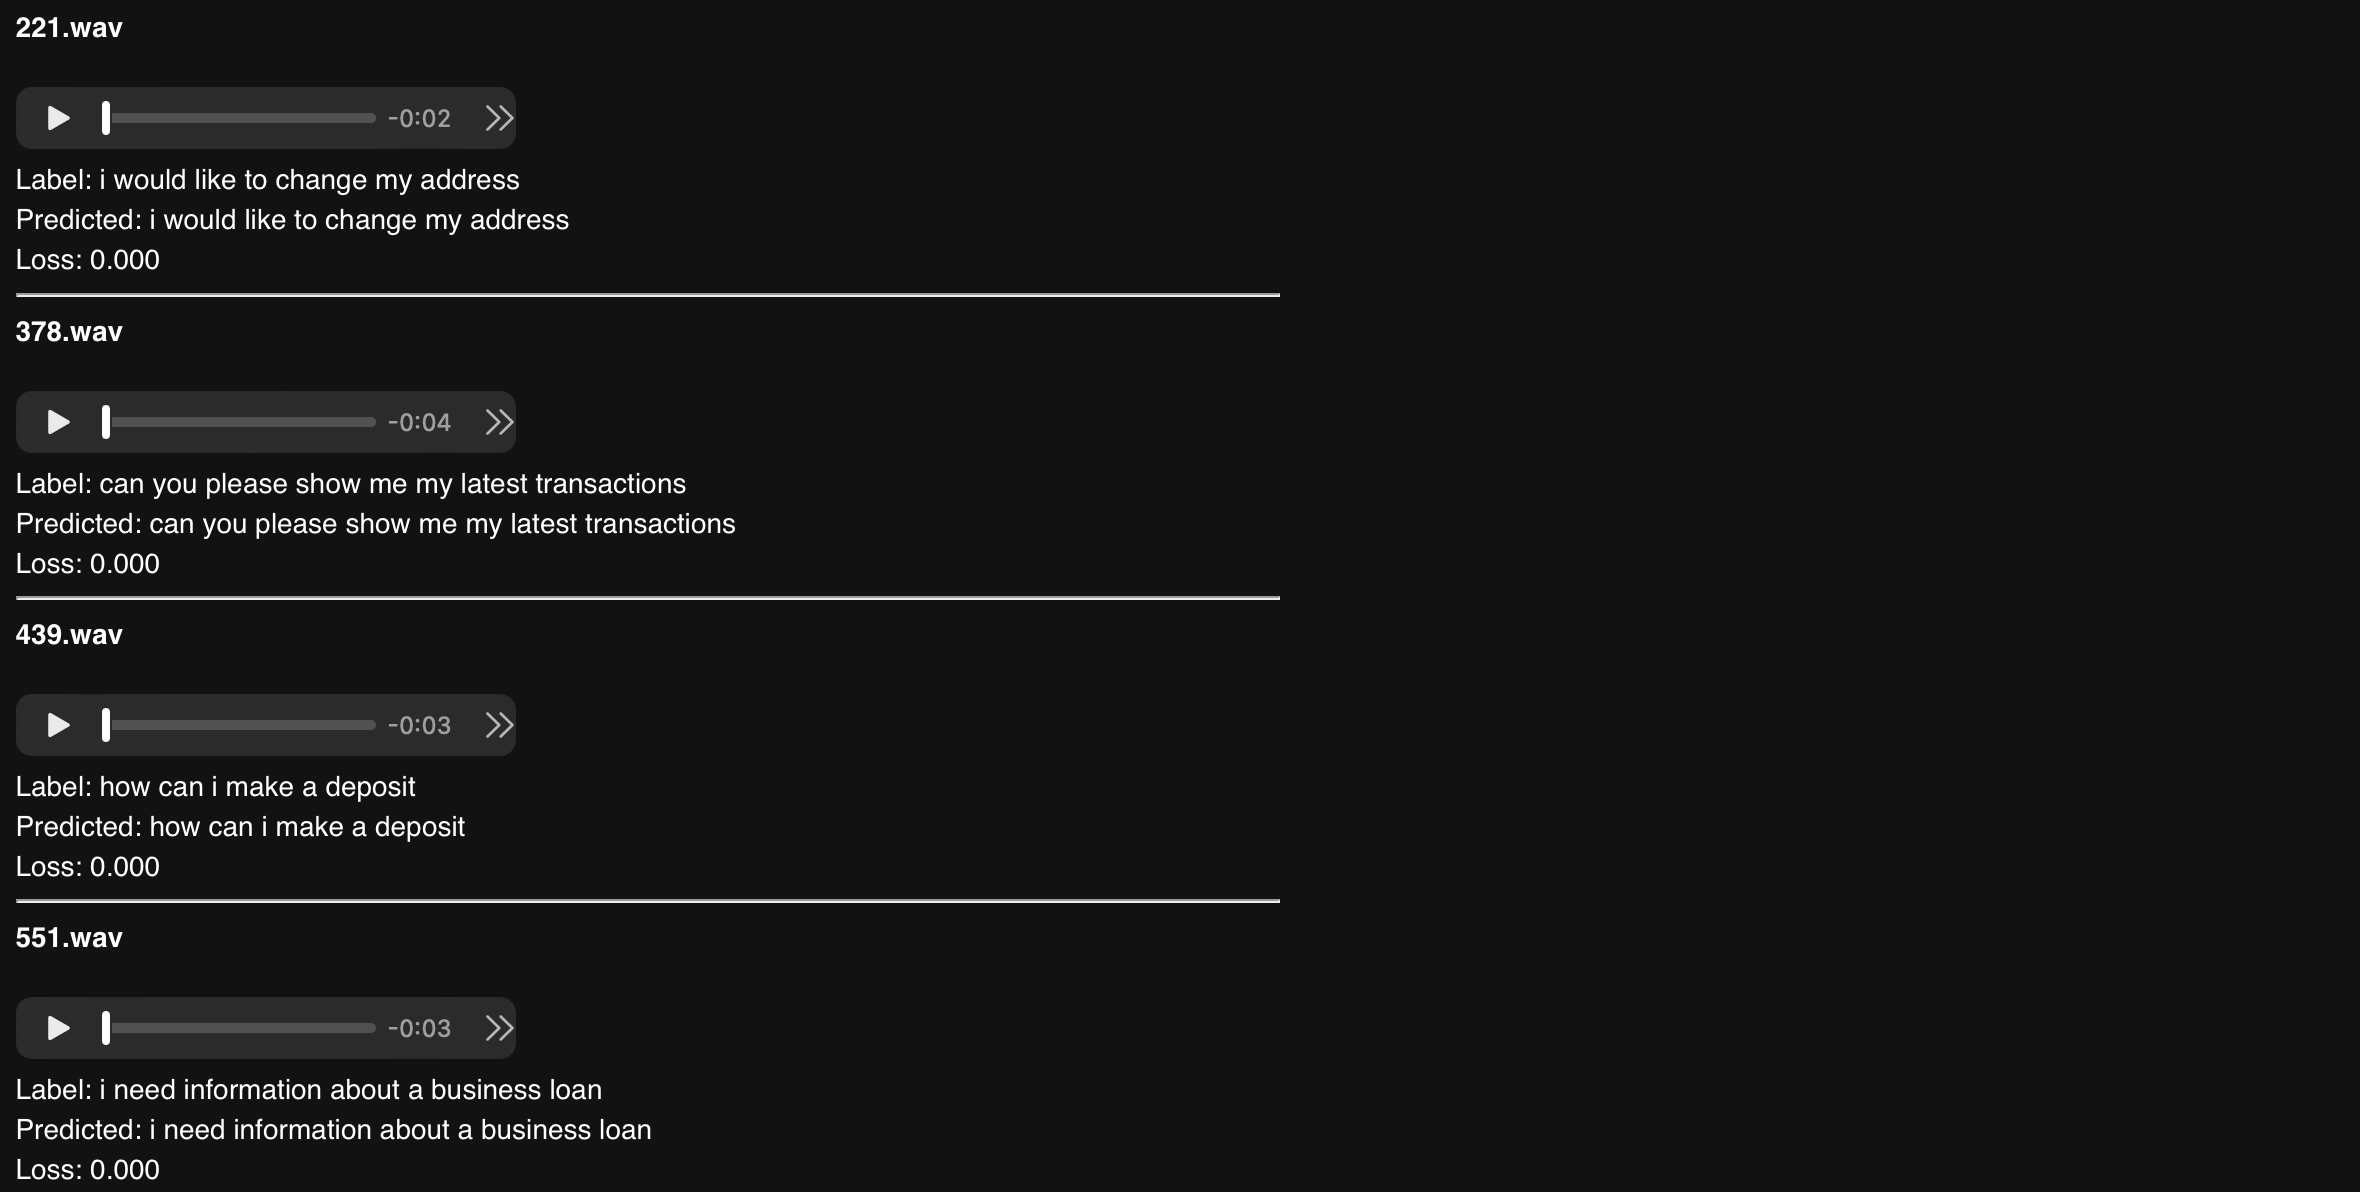 221.wav
-0:02
Label: i would like to change my address
Predicted: i would like to change my address
Loss: 0.000
378.wav
-0:04
Label: can you please show me my latest transactions
Predicted: can you please show me my latest transactions
Loss: 0.000
439.wav
-0:03
Label: how can i make a deposit
Predicted: how can i make a deposit
Loss: 0.000
551.wav
-0:03
Label: i need information about a business loan
Predicted: i need information about a business loan
Loss: 0.000